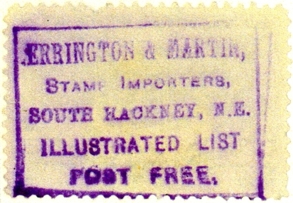 ERRINGTON & MARTIN,
STAMP IMPORTERS,
SOUTH HACKNEY, N.E.
ILLUSTRATED LIST
POST FREE.